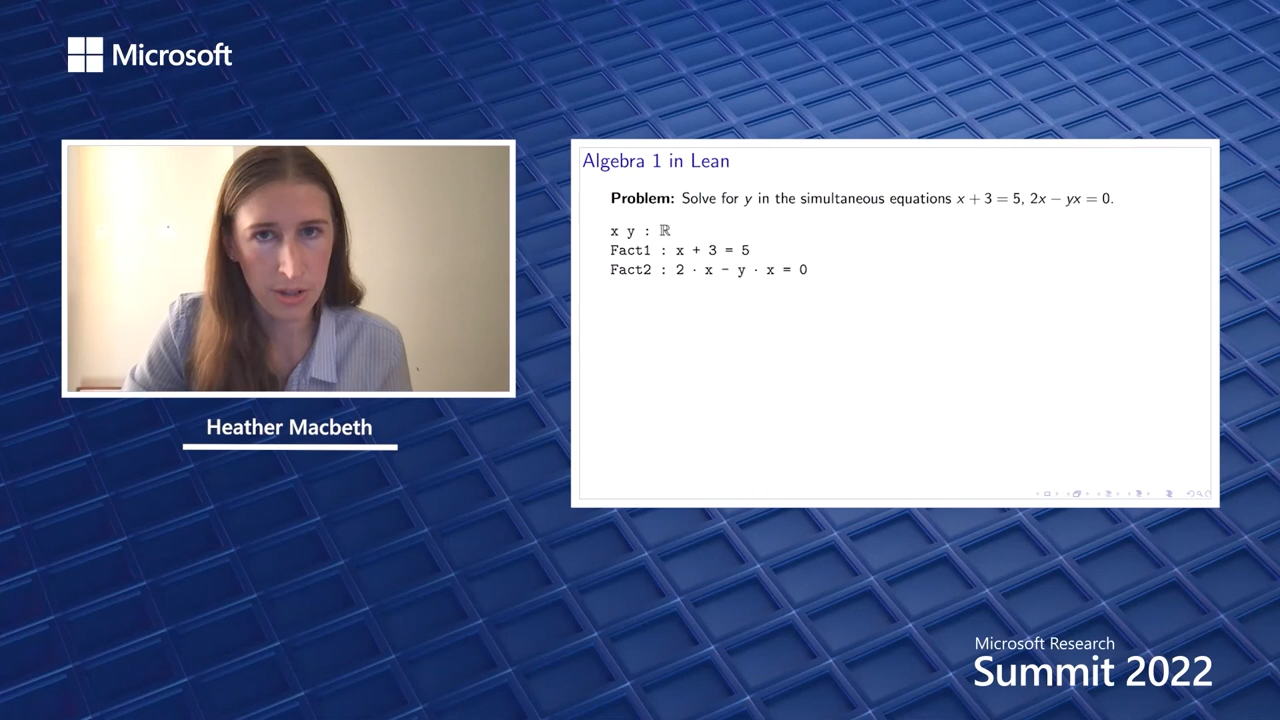 Microsoft
Heather Macbeth
Algebra 1 in Lean
Problem: Solve for y in the simultaneous equations x + 3 = 5, 2x − yx = 0.
x y : ℝ
Fact1 : x + 3 = 5
Fact2 : 2 · x - y · x = 0
Microsoft Research
Summit 2022